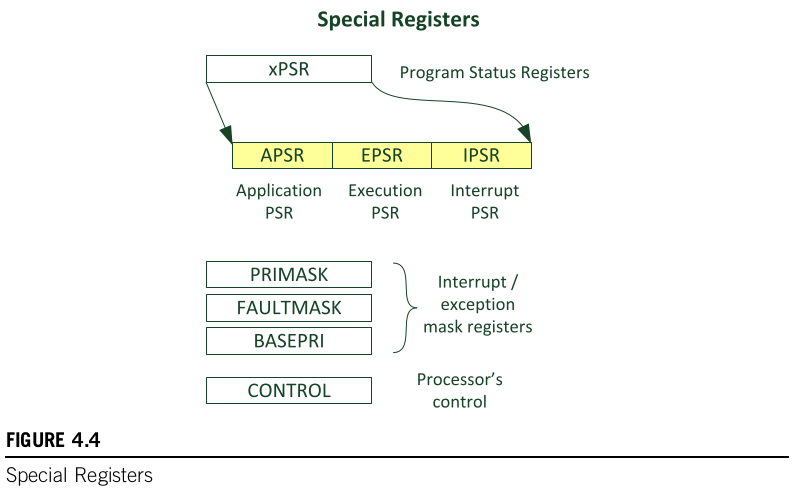 Special Registers
xPSR
Program Status Registers
APSR
EPSR
IPSR
Application
PSR
Execution
PSR
Interrupt
PSR
PRIMASK
FAULTMASK
BASEPRI
Interrupt /
exception
mask registers
CONTROL
Processor’s
control
FIGURE 4.4
Special Registers